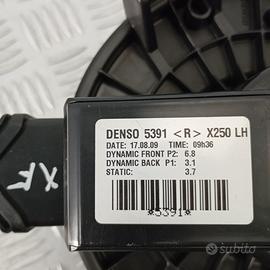 DENSO 5391 <R> X250 LH
DATE: 17.08.09 TIME: 09h36
DYNAMIC FRONT P2: 6.8
DYNAMIC BACK P1: 3.1
STATIC: 3.7
*5391*
XF
subito